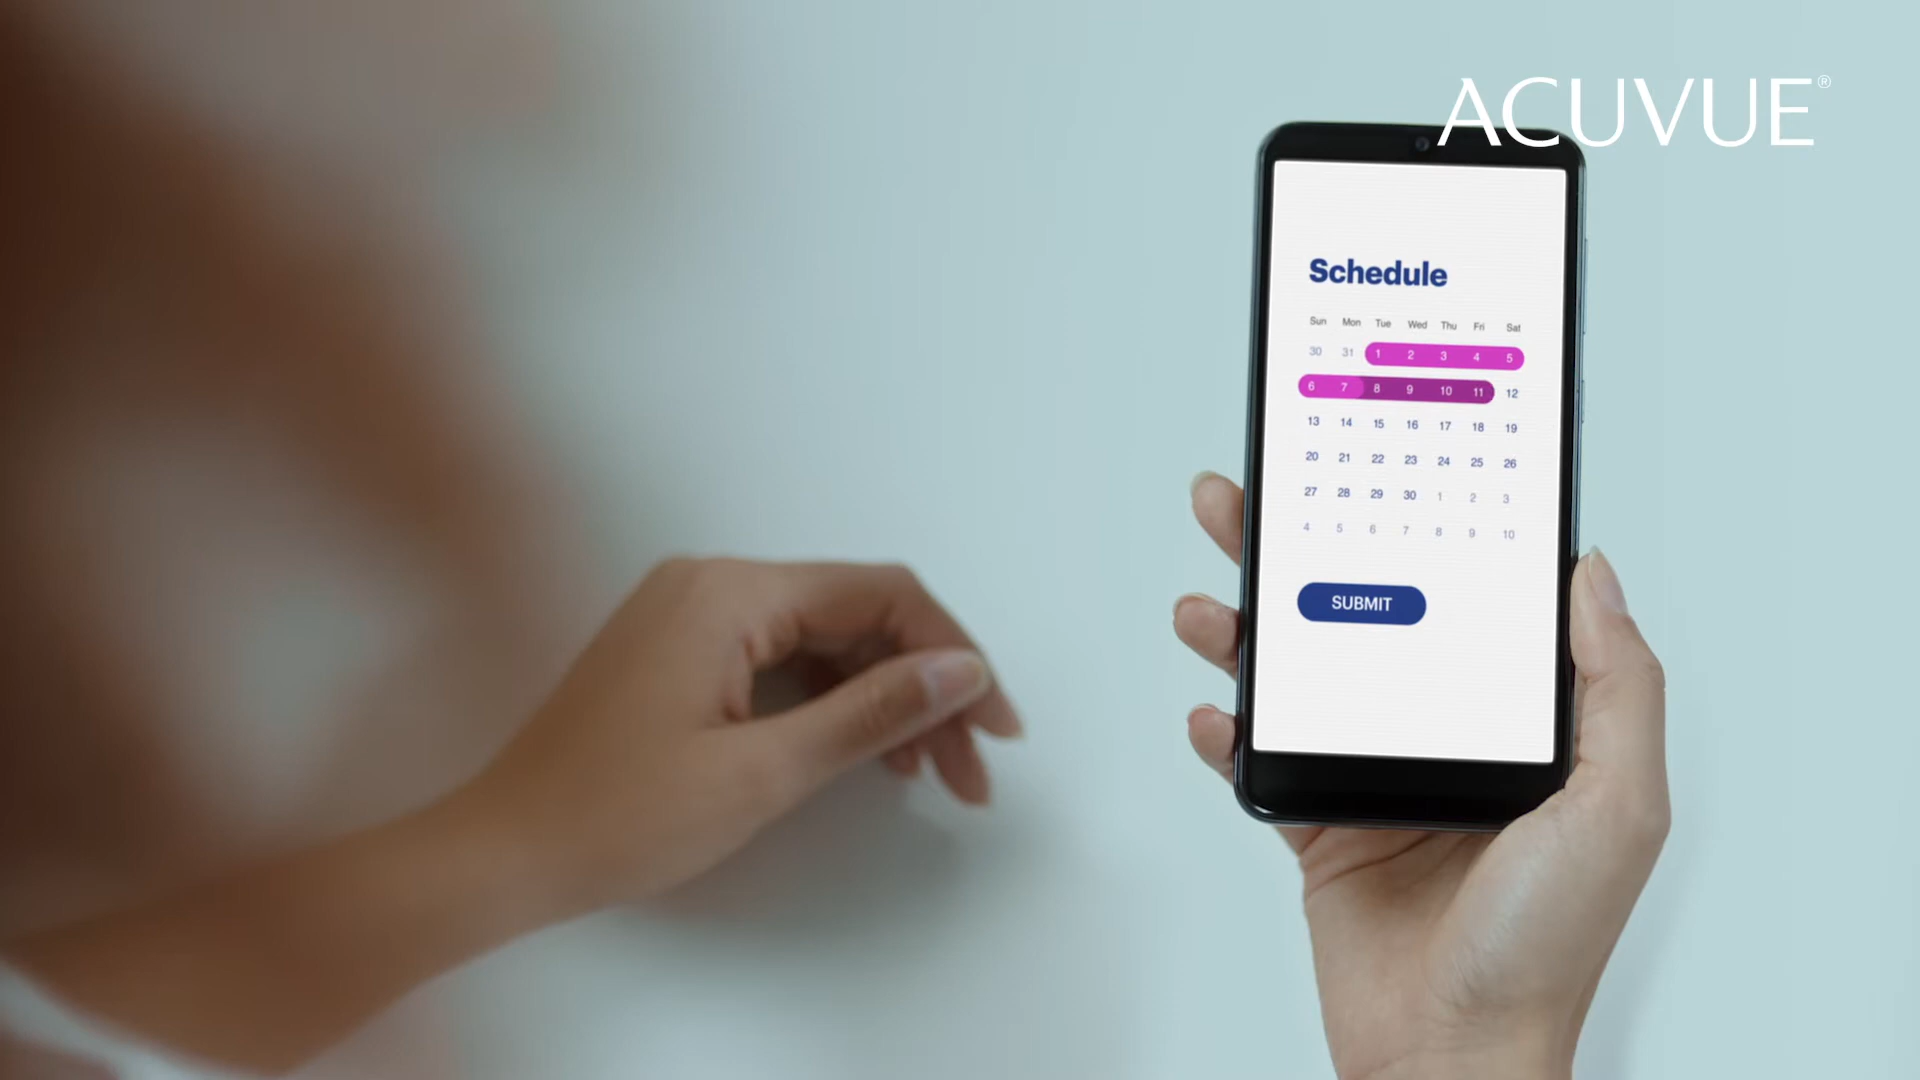 ACUVUE®
Schedule
Sun Mon Tue Wed Thu Fri Sat
30 31 1 2 3 4 5
6 7 8 9 10 11 12
13 14 15 16 17 18 19
20 21 22 23 24 25 26
27 28 29 30 1 2 3
4 5 6 7 8 9 10
SUBMIT